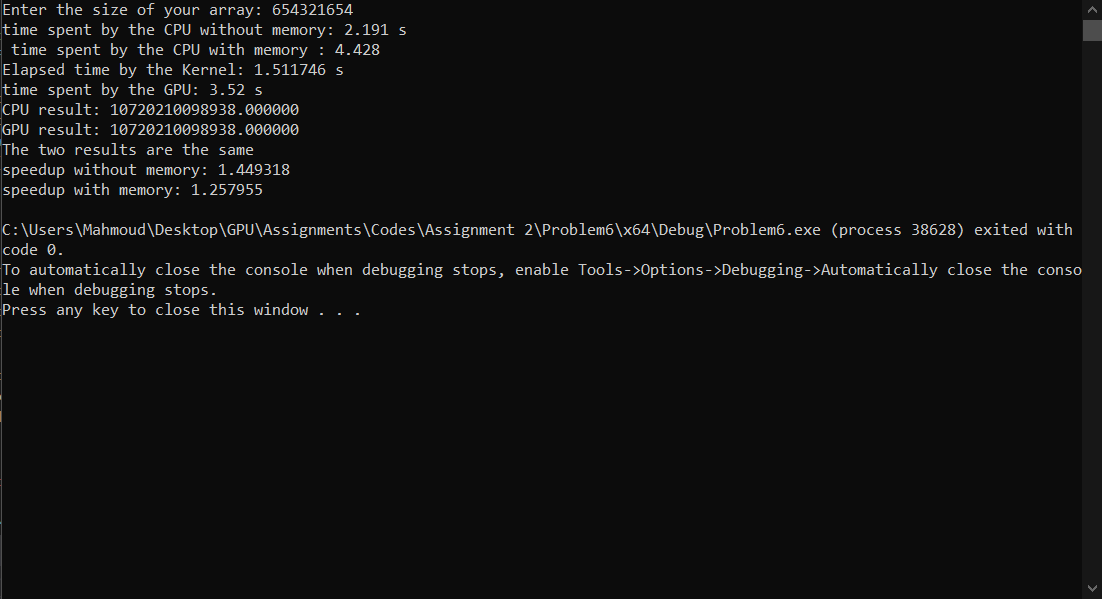 Enter the size of your array: 654321654
time spent by the CPU without memory: 2.191 s
 time spent by the CPU with memory : 4.428
Elapsed time by the Kernel: 1.511746 s
time spent by the GPU: 3.52 s
CPU result: 10720210098938.000000
GPU result: 10720210098938.000000
The two results are the same
speedup without memory: 1.449318
speedup with memory: 1.257955
C:\Users\Mahmoud\Desktop\GPU\Assignments\Codes\Assignment 2\Problem6\x64\Debug\Problem6.exe (process 38628) exited with
code 0.
To automatically close the console when debugging stops, enable Tools->Options->Debugging->Automatically close the conso
le when debugging stops.
Press any key to close this window . . .